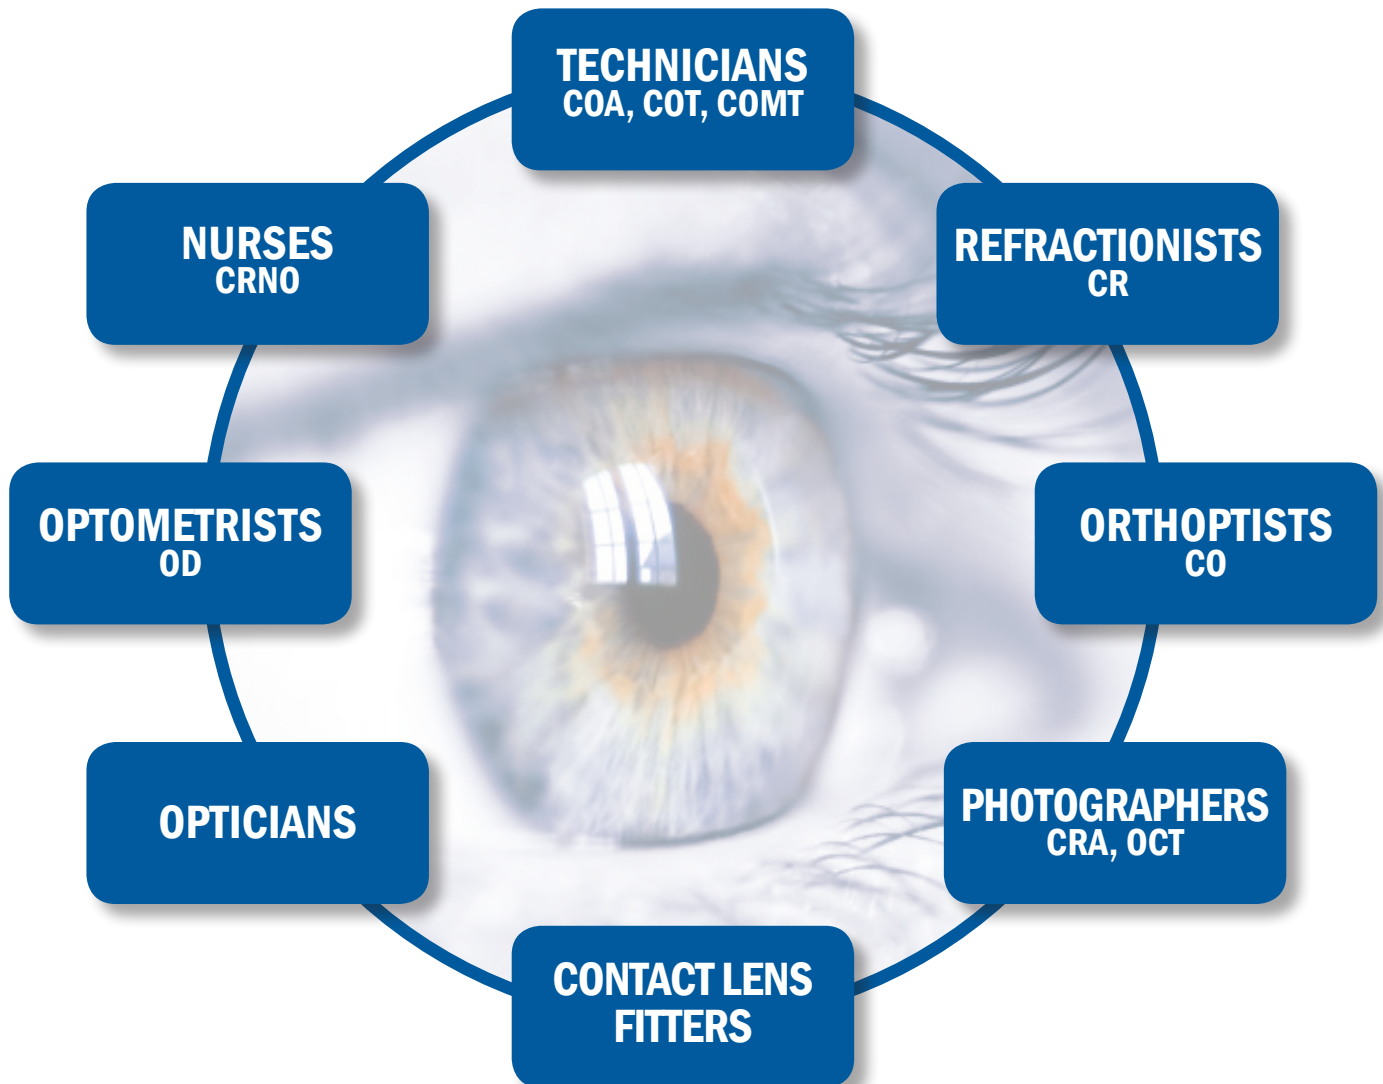 TECHNICIANS
COA, COT, COMT
NURSES
CRNO
REFRACTIONISTS
CR
OPTOMETRISTS
OD
ORTHOPTISTS
CO
OPTICIANS
PHOTOGRAPHERS
CRA, OCT
CONTACT LENS
FITTERS